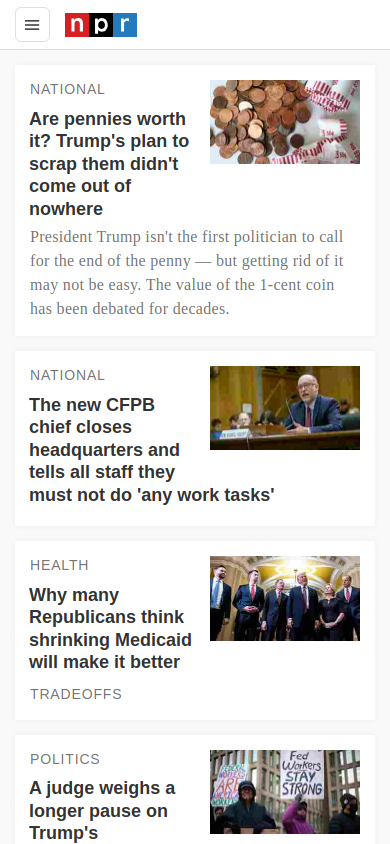 npr
NATIONAL
Are pennies worth
it? Trump's plan to
scrap them didn't
come out of
nowhere
President Trump isn't the first politician to call
for the end of the penny — but getting rid of it
may not be easy. The value of the 1-cent coin
has been debated for decades.
NATIONAL
The new CFPB
chief closes
headquarters and
tells all staff they
must not do 'any work tasks'
HEALTH
Why many
Republicans think
shrinking Medicaid
will make it better
TRADEOFFS
POLITICS
A judge weighs a
longer pause on
Trump's
FEDERAL
WORKERS
ARE
Fed
Workers
STAY
STRONG